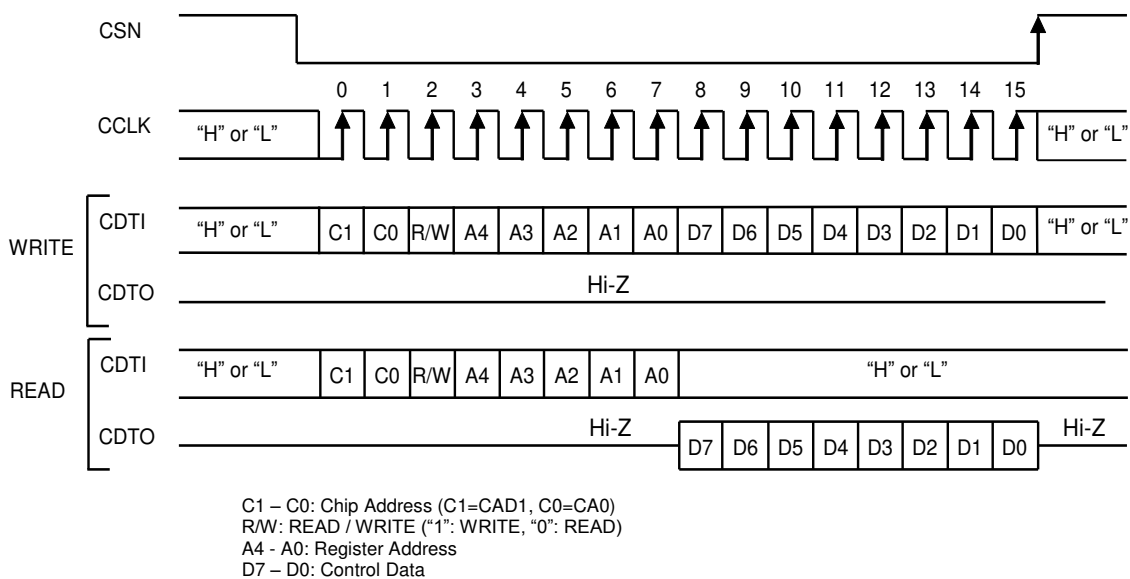 CSN
0 1 2 3 4 5 6 7 8 9 10 11 12 13 14 15
CCLK “H” or “L” “H” or “L”
WRITE
CDTI “H” or “L” C1 C0 R/W A4 A3 A2 A1 A0 D7 D6 D5 D4 D3 D2 D1 D0 “H” or “L”
CDTO Hi-Z
READ
CDTI “H” or “L” C1 C0 R/W A4 A3 A2 A1 A0 “H” or “L”
CDTO Hi-Z D7 D6 D5 D4 D3 D2 D1 D0 Hi-Z
C1 – C0: Chip Address (C1=CAD1, C0=CA0)
R/W: READ / WRITE (“1”: WRITE, “0”: READ)
A4 - A0: Register Address
D7 – D0: Control Data